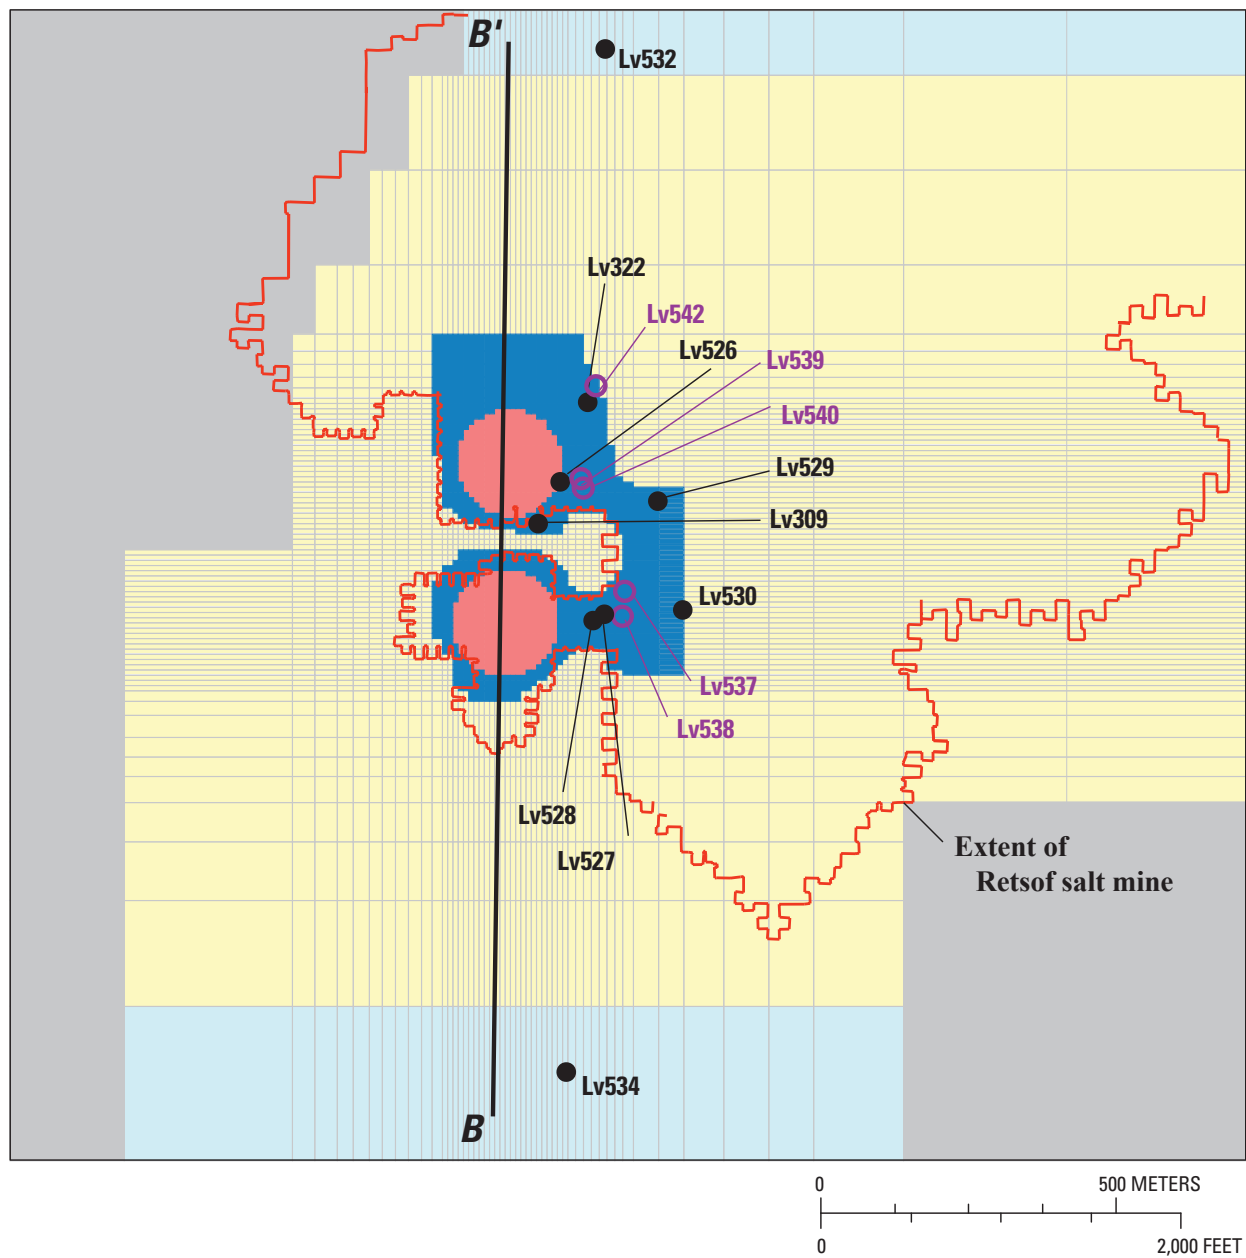 B'
Lv532
Lv322
Lv542
Lv526
Lv539
Lv540
Lv529
Lv309
Lv530
Lv537
Lv538
Lv528
Lv527
Extent of
Retsof salt mine
Lv534
B
0 500 METERS
0 2,000 FEET